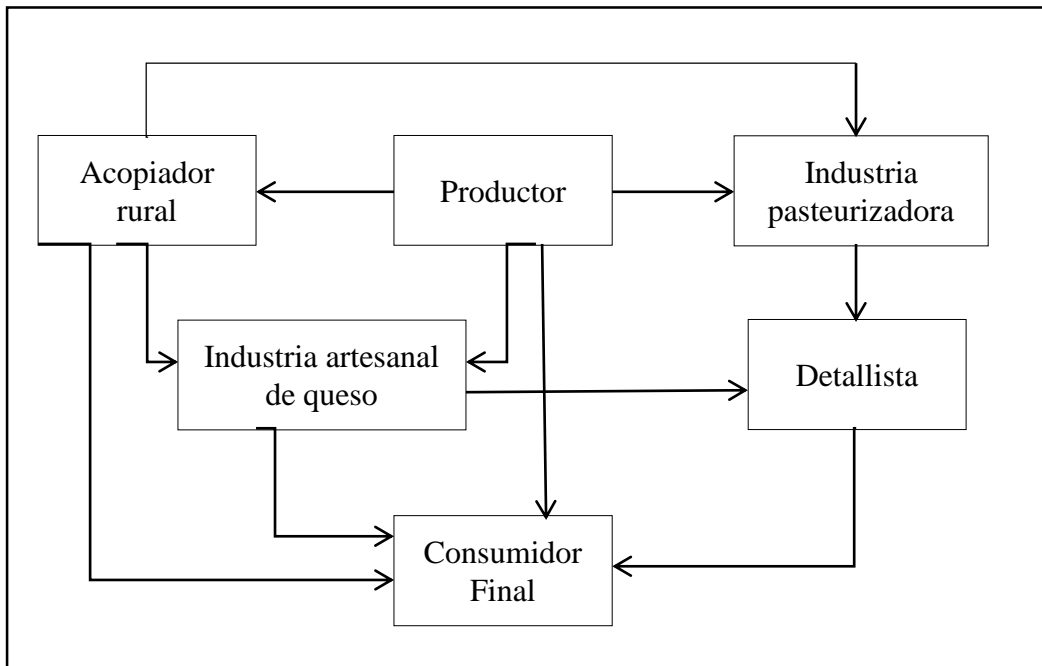 Acopiador
rural
Productor
Industria
pasteurizadora
Industria artesanal
de queso
Detallista
Consumidor
Final